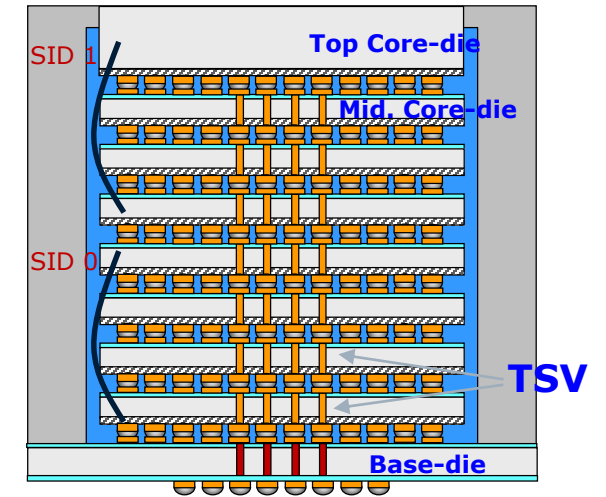 Top Core-die
SID 1
Mid. Core-die
SID 0
TSV
Base-die